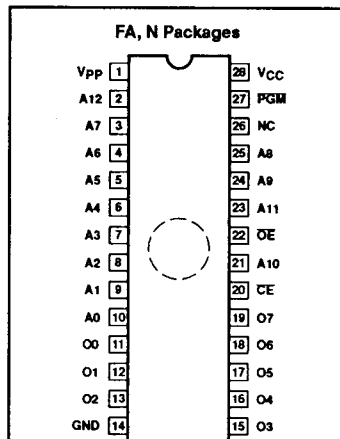 FA, N Packages
VPP 1 28 VCC
A12 2 27 PGM
A7 3 26 NC
A6 4 25 A8
A5 5 24 A9
A4 6 23 A11
A3 7 22 OE
A2 8 21 A10
A1 9 20 CE
A0 10 19 O7
O0 11 18 O6
O1 12 17 O5
O2 13 16 O4
GND 14 15 O3